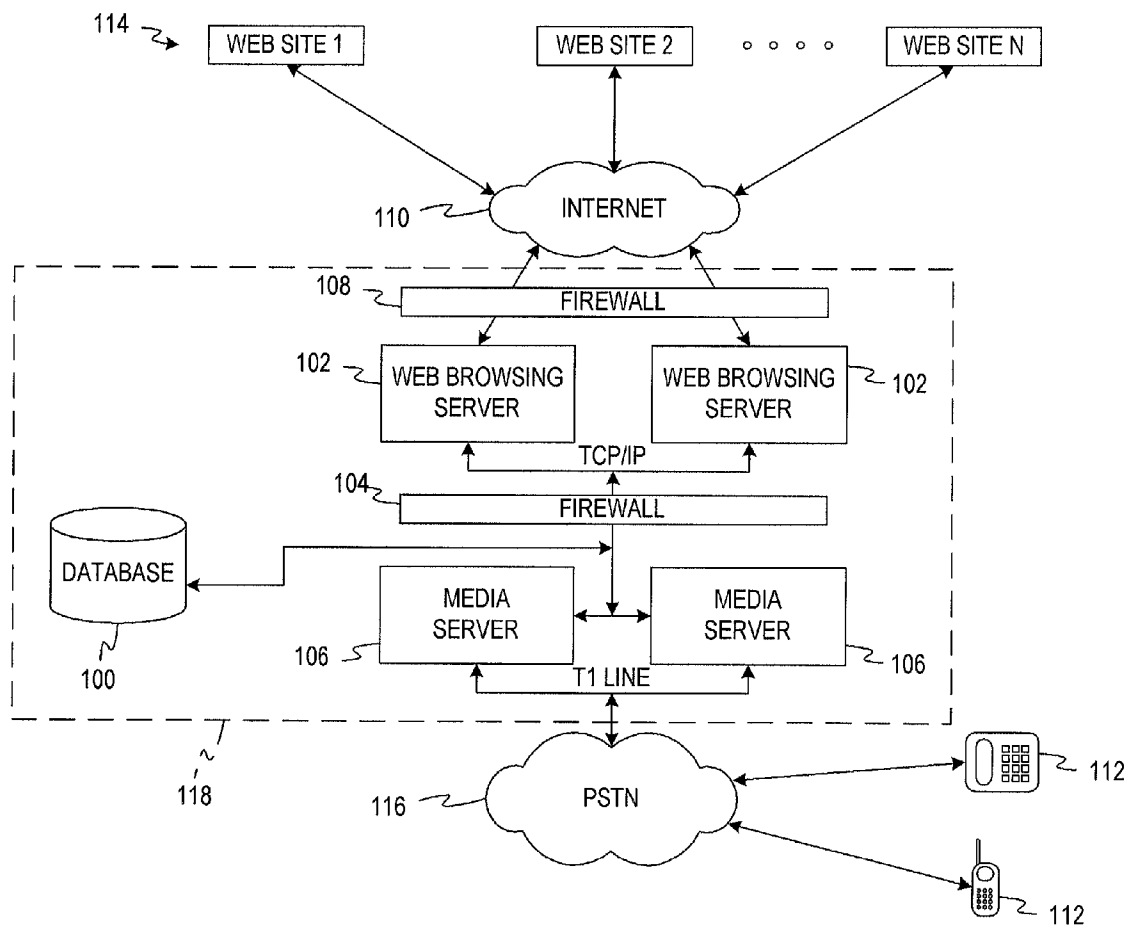 114
WEB SITE 1
WEB SITE 2
WEB SITE N
110
INTERNET
108
FIREWALL
102
WEB BROWSING
SERVER
WEB BROWSING
SERVER
102
TCP/IP
104
FIREWALL
DATABASE
100
MEDIA
SERVER
106
MEDIA
SERVER
106
T1 LINE
118
116
PSTN
112
112